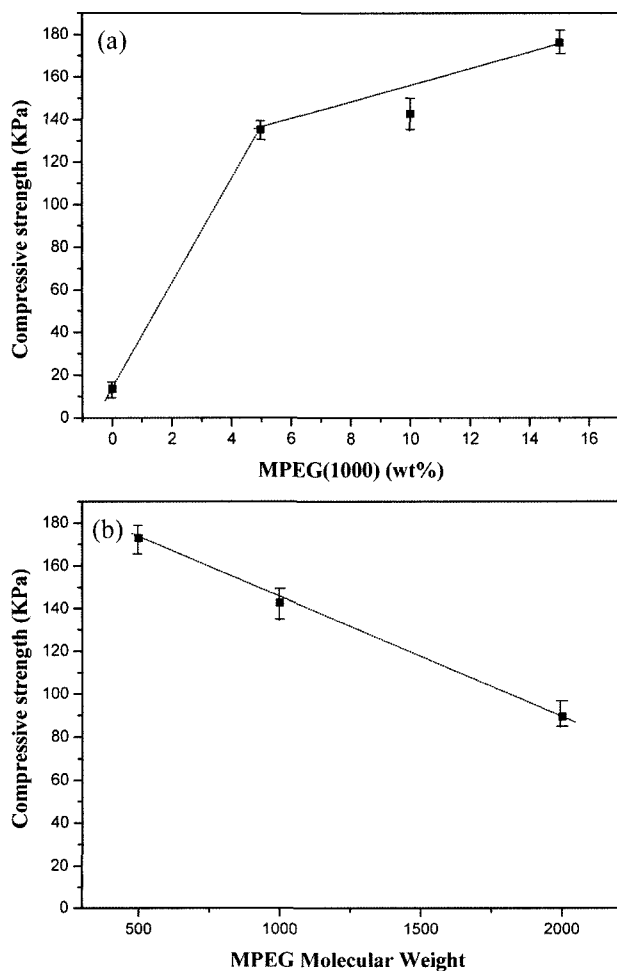 (a)
180
160
140
120
100
80
60
40
20
0
Compressive strength (KPa)
0 2 4 6 8 10 12 14 16
MPEG(1000) (wt%)
(b)
180
160
140
120
100
80
60
40
20
0
Compressive strength (KPa)
500 1000 1500 2000
MPEG Molecular Weight